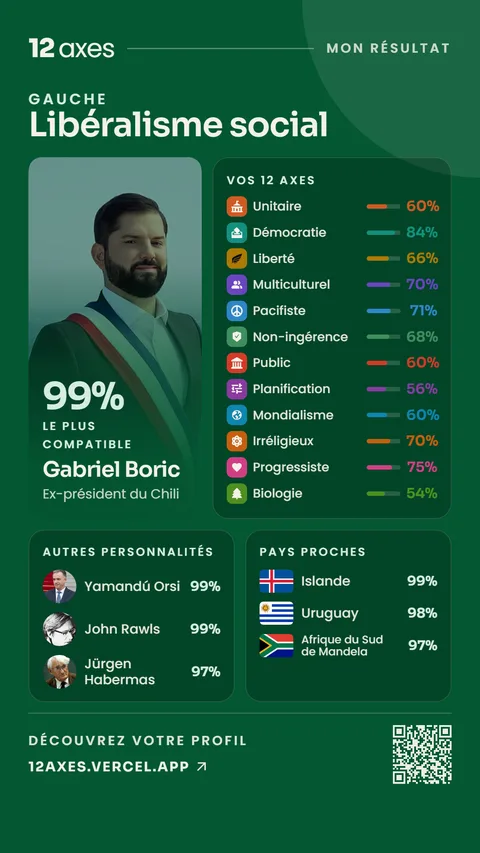 12 axes
MON RÉSULTAT
GAUCHE
Libéralisme social
99%
LE PLUS
COMPATIBLE
Gabriel Boric
Ex-président du Chili
VOS 12 AXES
Unitaire 60%
Démocratie 84%
Liberté 66%
Multiculturel 70%
Pacifiste 71%
Non-ingérence 68%
Public 60%
Planification 56%
Mondialisme 60%
Irréligieux 70%
Progressiste 75%
Biologie 54%
AUTRES PERSONNALITÉS
Yamandú Orsi 99%
John Rawls 99%
Jürgen
Habermas 97%
PAYS PROCHES
Islande 99%
Uruguay 98%
Afrique du Sud
de Mandela 97%
DÉCOUVREZ VOTRE PROFIL
12AXES.VERCEL.APP ↗